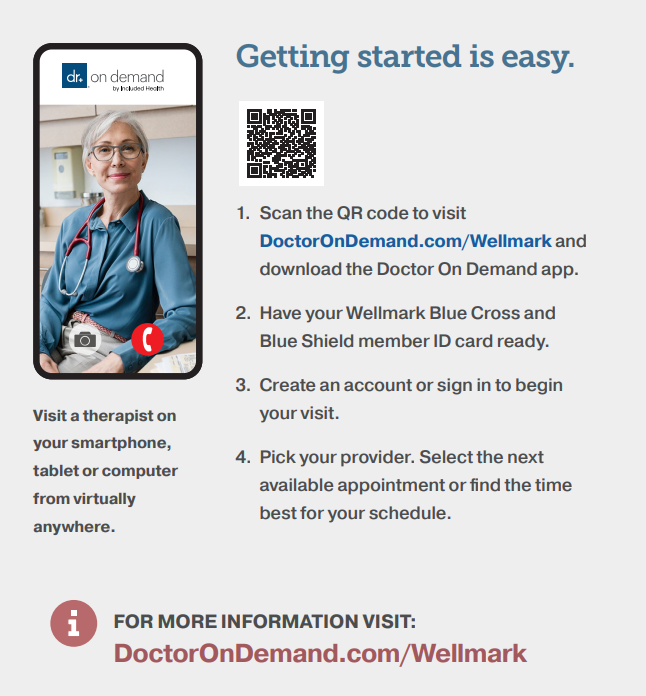 dr+ on demand
by Included Health
Getting started is easy.
1. Scan the QR code to visit
DoctorOnDemand.com/Wellmark and
download the Doctor On Demand app.
2. Have your Wellmark Blue Cross and
Blue Shield member ID card ready.
3. Create an account or sign in to begin
your visit.
4. Pick your provider. Select the next
available appointment or find the time
best for your schedule.
Visit a therapist on
your smartphone,
tablet or computer
from virtually
anywhere.
i
FOR MORE INFORMATION VISIT:
DoctorOnDemand.com/Wellmark